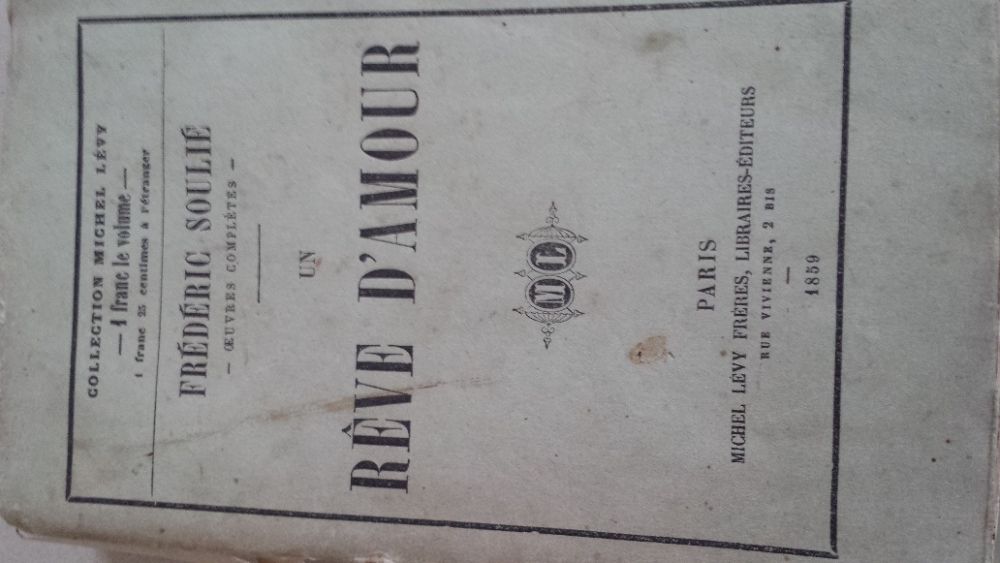 COLLECTION MICHEL LÉVY
— 1 franc le volume —
1 franc 25 centimes à l'étranger
FRÉDÉRIC SOULIÉ
— ŒUVRES COMPLÈTES —
UN
RÊVE D'AMOUR
ML
PARIS
MICHEL LÉVY FRÈRES, LIBRAIRES-ÉDITEURS
RUE VIVIENNE, 2 BIS
—
1859